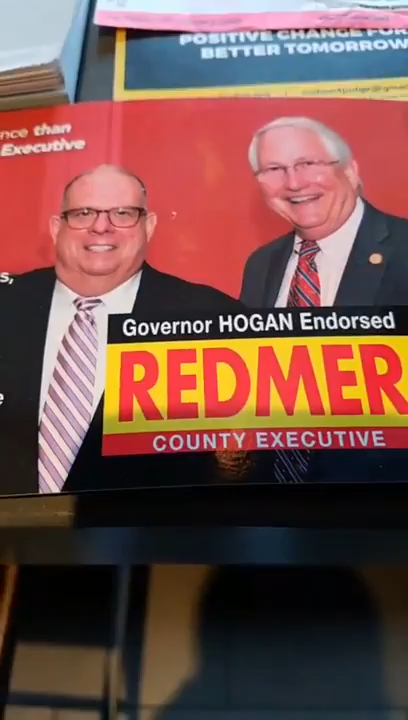 POSITIVE CHANGE FOR
BETTER TOMORROW
nce than
Executive
s,
e
Governor HOGAN Endorsed
REDMER
COUNTY EXECUTIVE